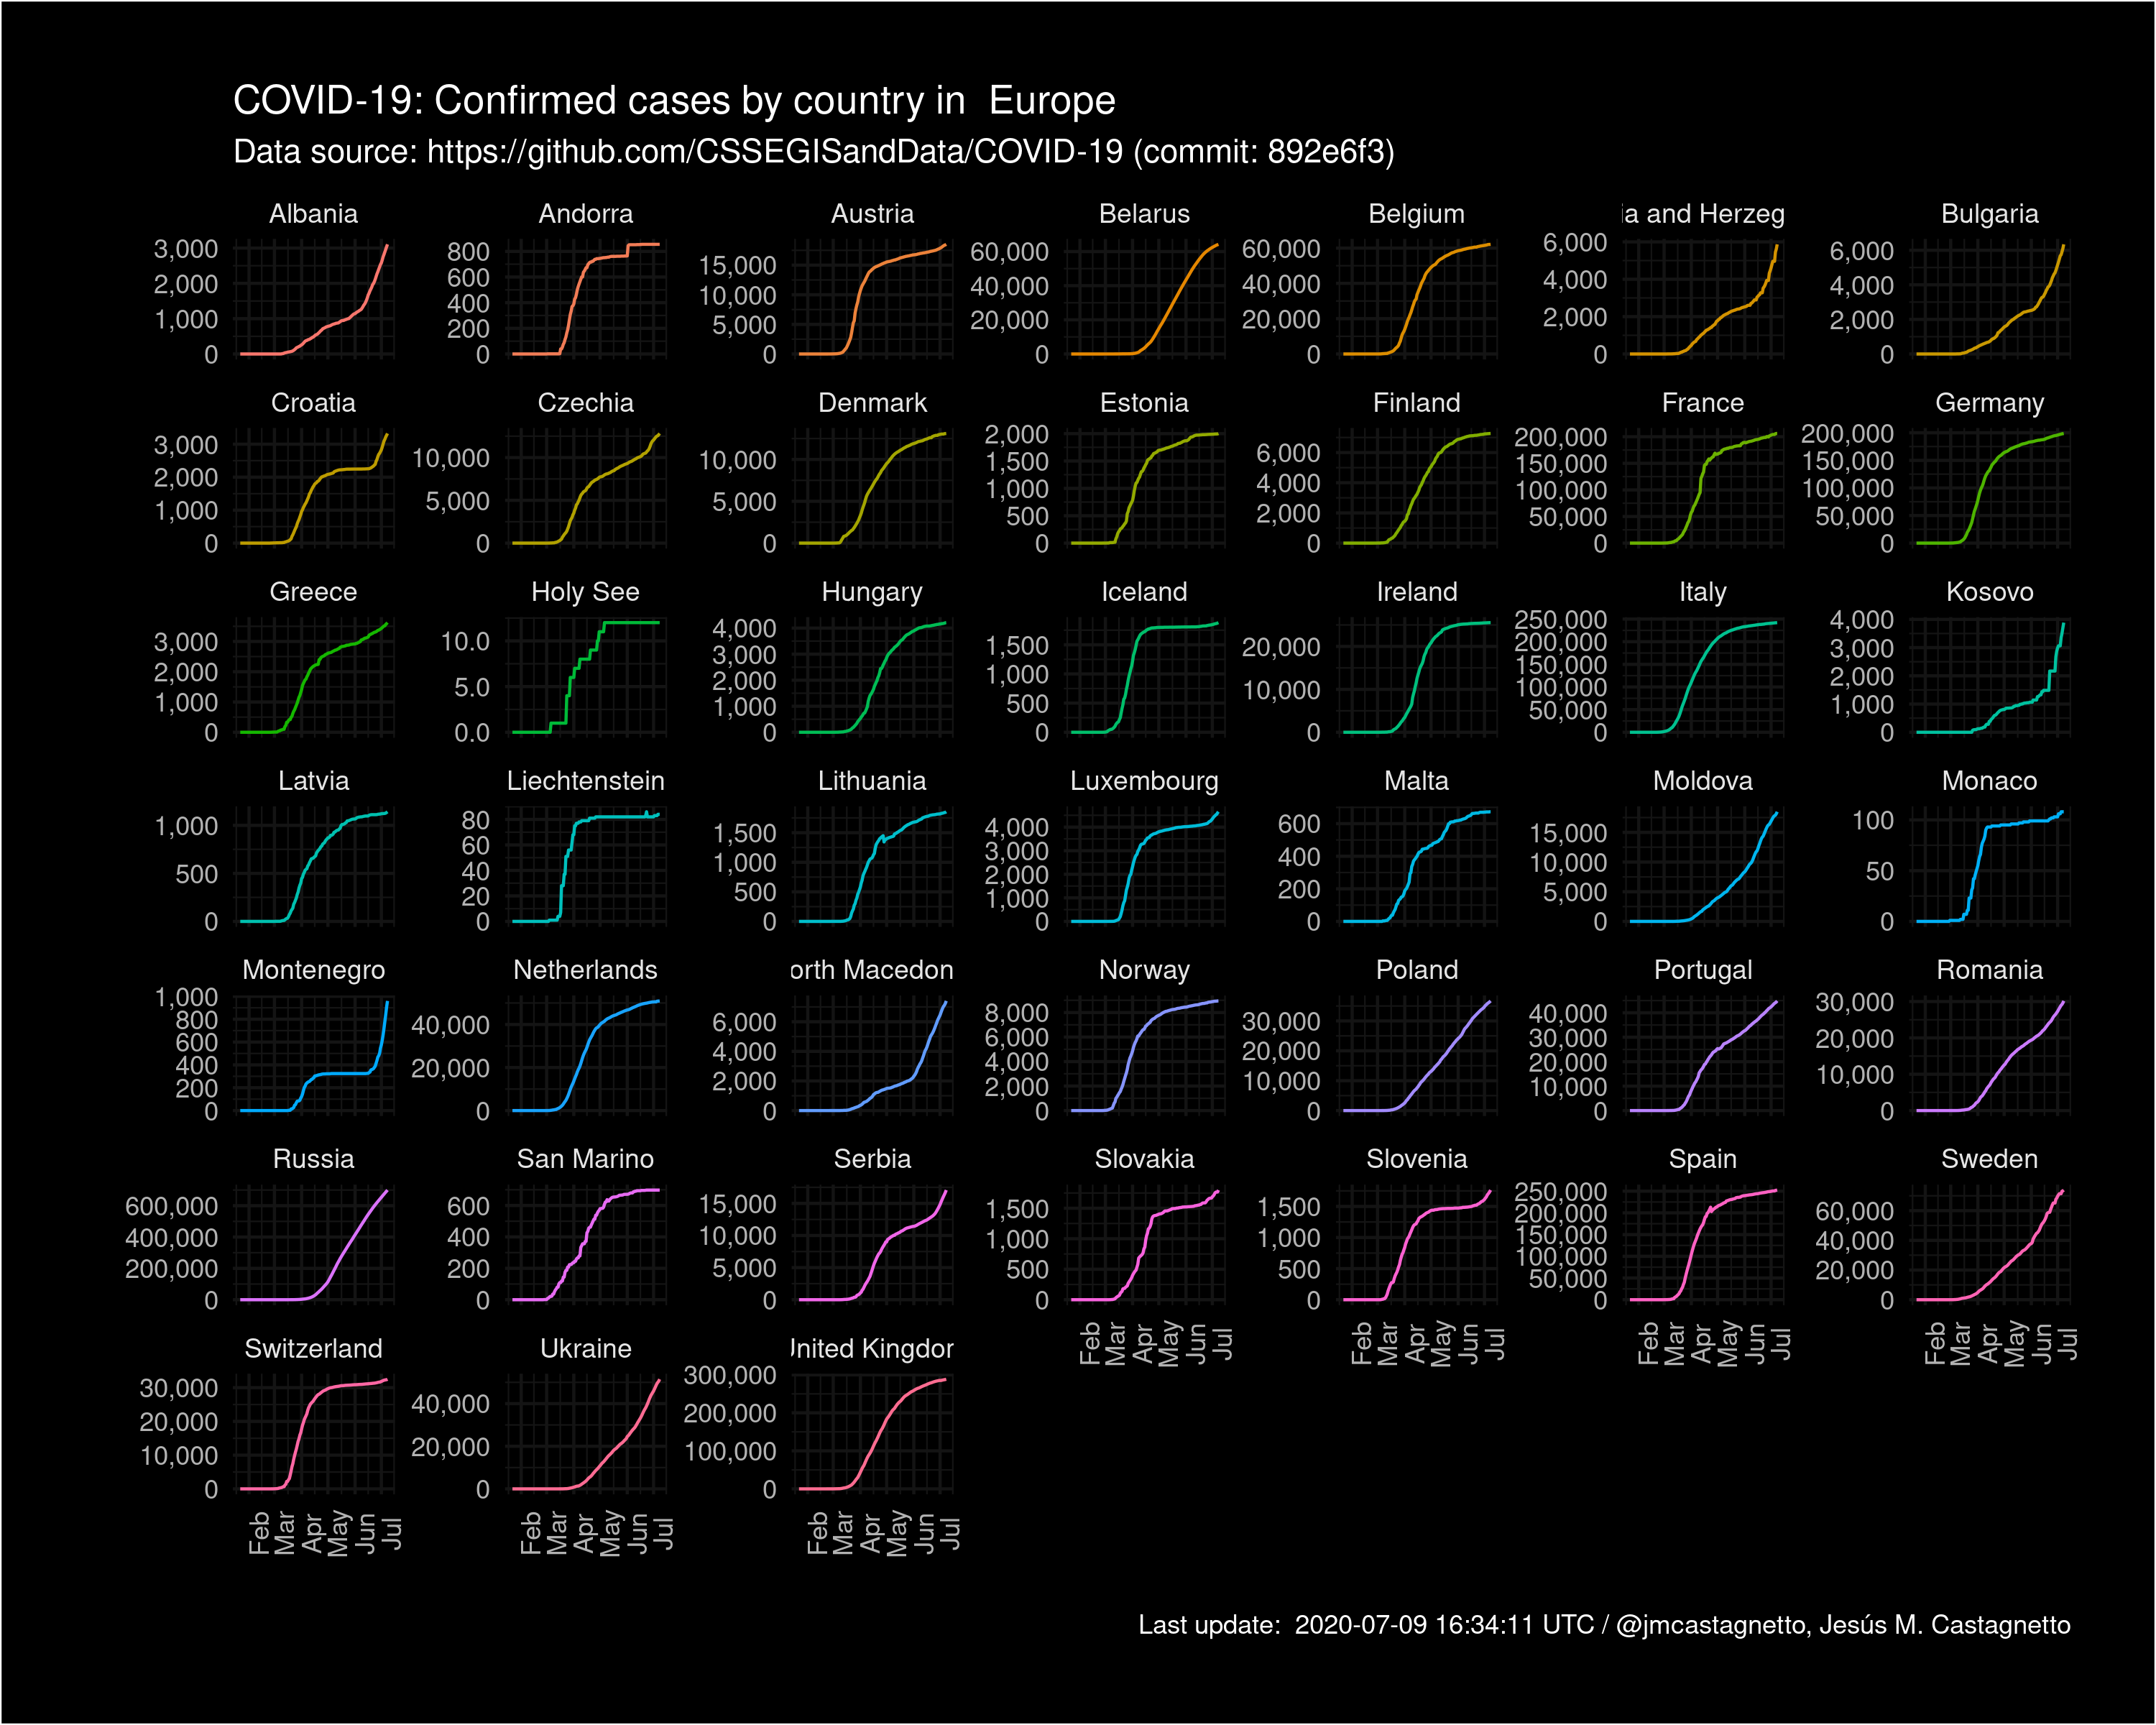 COVID-19: Confirmed cases by country in  Europe
Data source: https://github.com/CSSEGISandData/COVID-19 (commit: 892e6f3)
Albania Andorra Austria Belarus Belgium ia and Herzeg Bulgaria
3,000 2,000 1,000 0
800 600 400 200 0
15,000 10,000 5,000 0
60,000 40,000 20,000 0
60,000 40,000 20,000 0
6,000 4,000 2,000 0
6,000 4,000 2,000 0
Croatia Czechia Denmark Estonia Finland France Germany
3,000 2,000 1,000 0
10,000 5,000 0
10,000 5,000 0
2,000 1,500 1,000 500 0
6,000 4,000 2,000 0
200,000 150,000 100,000 50,000 0
200,000 150,000 100,000 50,000 0
Greece Holy See Hungary Iceland Ireland Italy Kosovo
3,000 2,000 1,000 0
10.0 5.0 0.0
4,000 3,000 2,000 1,000 0
1,500 1,000 500 0
20,000 10,000 0
250,000 200,000 150,000 100,000 50,000 0
4,000 3,000 2,000 1,000 0
Latvia Liechtenstein Lithuania Luxembourg Malta Moldova Monaco
1,000 500 0
80 60 40 20 0
1,500 1,000 500 0
4,000 3,000 2,000 1,000 0
600 400 200 0
15,000 10,000 5,000 0
100 50 0
Montenegro Netherlands orth Macedon Norway Poland Portugal Romania
1,000 800 600 400 200 0
40,000 20,000 0
6,000 4,000 2,000 0
8,000 6,000 4,000 2,000 0
30,000 20,000 10,000 0
40,000 30,000 20,000 10,000 0
30,000 20,000 10,000 0
Russia San Marino Serbia Slovakia Slovenia Spain Sweden
600,000 400,000 200,000 0
600 400 200 0
15,000 10,000 5,000 0
1,500 1,000 500 0
1,500 1,000 500 0
250,000 200,000 150,000 100,000 50,000 0
60,000 40,000 20,000 0
Feb Mar Apr May Jun Jul
Feb Mar Apr May Jun Jul
Feb Mar Apr May Jun Jul
Feb Mar Apr May Jun Jul
Switzerland Ukraine United Kingdom
30,000 20,000 10,000 0
40,000 20,000 0
300,000 200,000 100,000 0
Feb Mar Apr May Jun Jul
Feb Mar Apr May Jun Jul
Feb Mar Apr May Jun Jul
Last update:  2020-07-09 16:34:11 UTC / @jmcastagnetto, Jesús M. Castagnetto